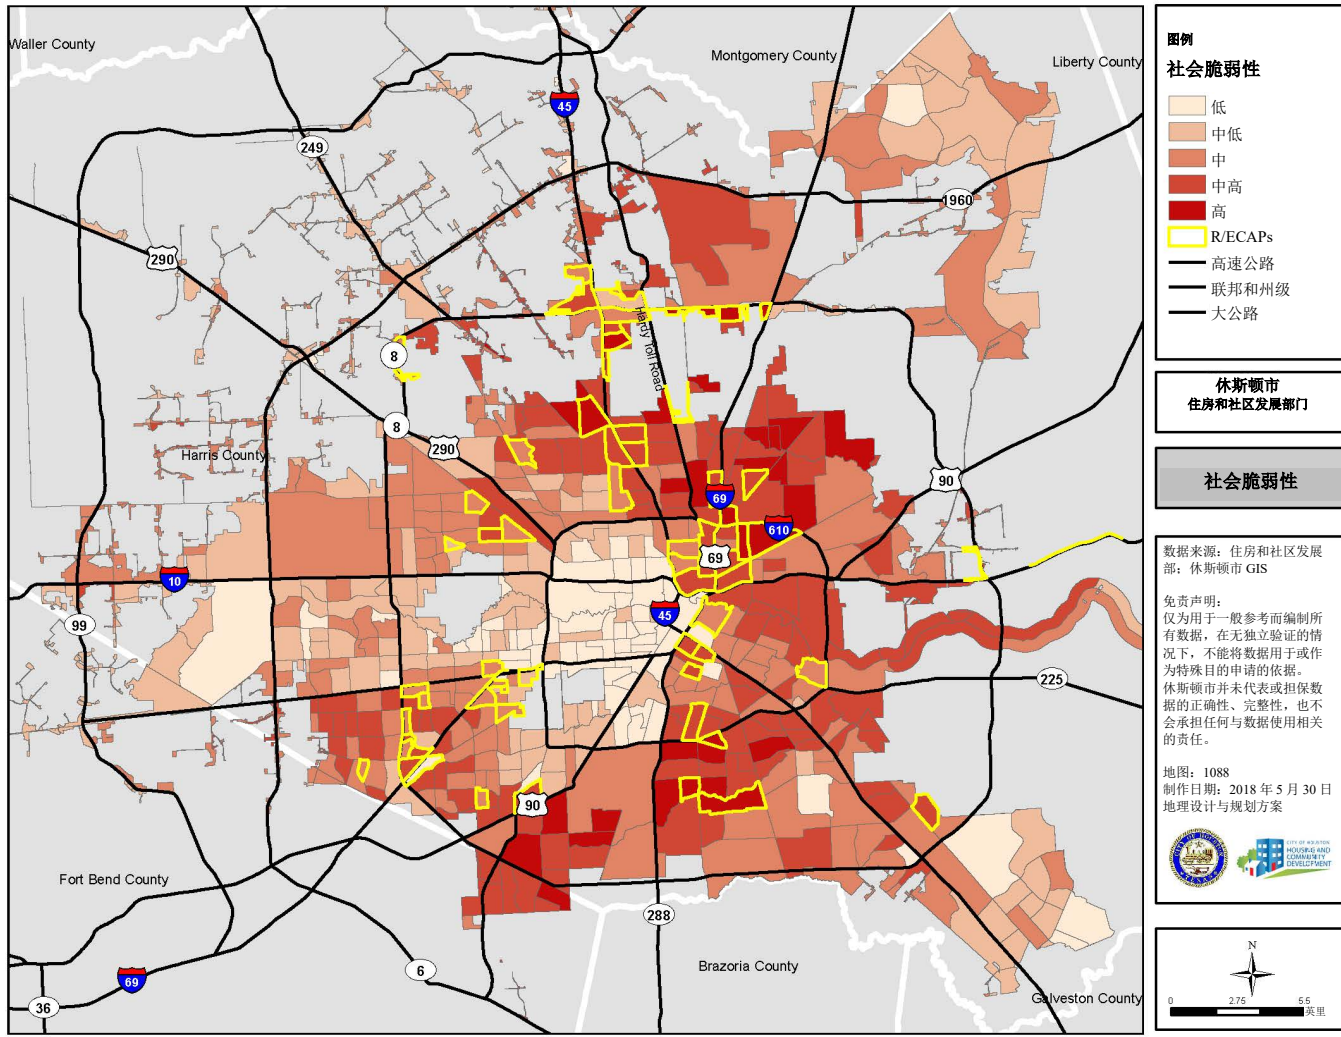 Waller County
Montgomery County
Liberty County
45
249
1960
290
Hardy Toll Road
8
8
290
Harris County
90
69
610
69
10
45
99
225
90
Fort Bend County
288
6
Brazoria County
69
36
Galveston County
图例
社会脆弱性
低
中低
中
中高
高
R/ECAPs
高速公路
联邦和州级
大公路
休斯顿市
住房和社区发展部门
社会脆弱性
数据来源：住房和社区发展
部；休斯顿市 GIS
免责声明：
仅为用于一般参考而编制所
有数据，在无独立验证的情
况下，不能将数据用于或作
为特殊目的申请的依据。
休斯顿市并未代表或担保数
据的正确性、完整性，也不
会承担任何与数据使用相关
的责任。
地图：1088
制作日期：2018 年 5 月 30 日
地理设计与规划方案
CITY OF HOUSTON
HOUSING AND
COMMUNITY
DEVELOPMENT
N
0 2.75 5.5
英里